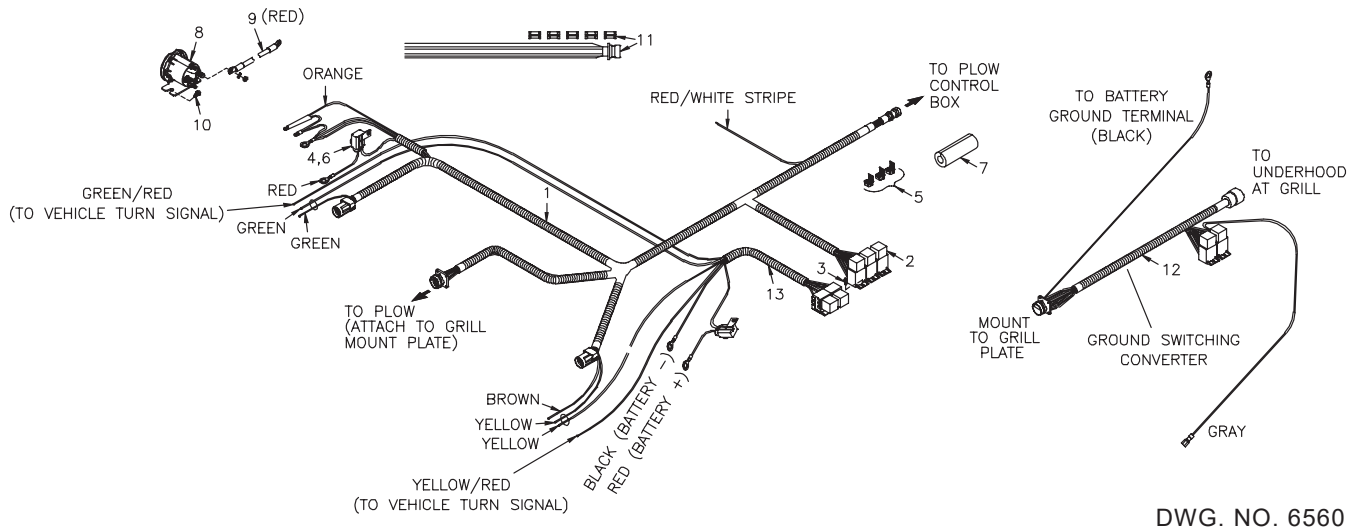 9 (RED)
8
11
ORANGE
10
RED/WHITE STRIPE
TO PLOW
CONTROL
BOX
TO BATTERY
GROUND TERMINAL
(BLACK)
7
5
4,6
RED
1
GREEN/RED
(TO VEHICLE TURN SIGNAL)
GREEN
GREEN
TO
UNDERHOOD
AT GRILL
2
3
13
12
TO PLOW
(ATTACH TO GRILL
MOUNT PLATE)
MOUNT
TO GRILL
PLATE
GROUND SWITCHING
CONVERTER
BROWN
YELLOW
YELLOW
BLACK (BATTERY -)
RED (BATTERY +)
GRAY
YELLOW/RED
(TO VEHICLE TURN SIGNAL)
DWG. NO. 6560